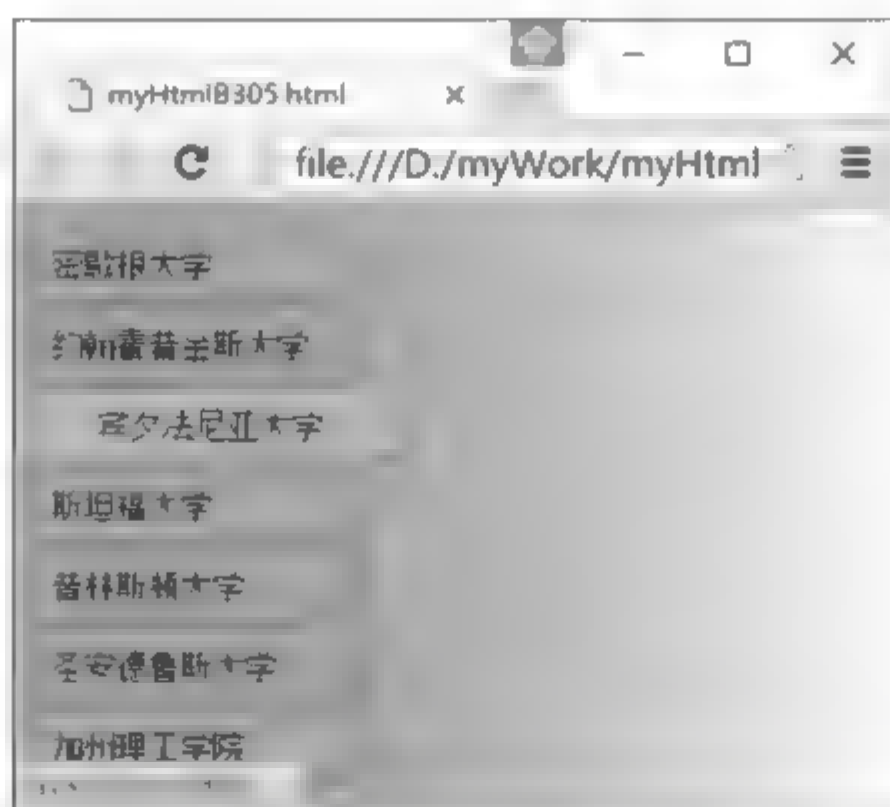 myHtml8305.html
file:///D:/myWork/myHtml
密歇根大学
约翰霍普金斯大学
宾夕法尼亚大学
斯坦福大学
普林斯顿大学
圣安德鲁斯大学
加州理工学院